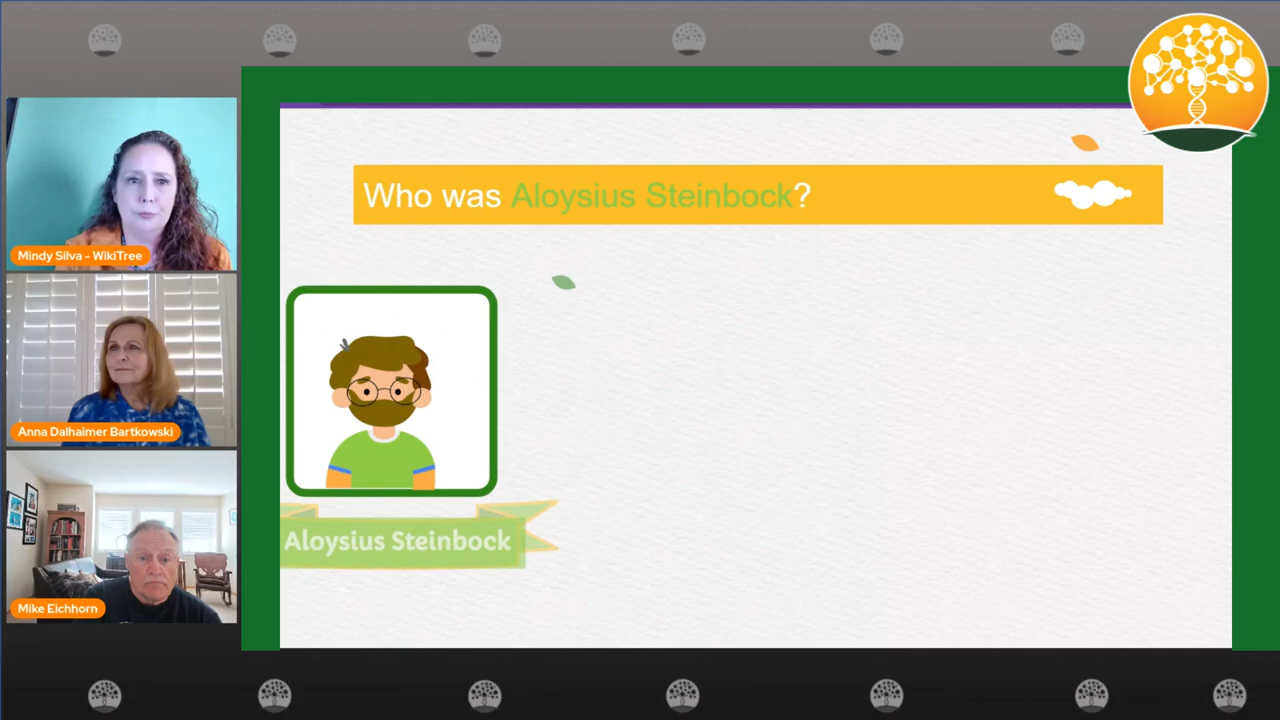 Who was Aloysius Steinbock?
Mindy Silva - WikiTree
Anna Dalhaimer Bartkowski
Aloysius Steinbock
Mike Eichhorn